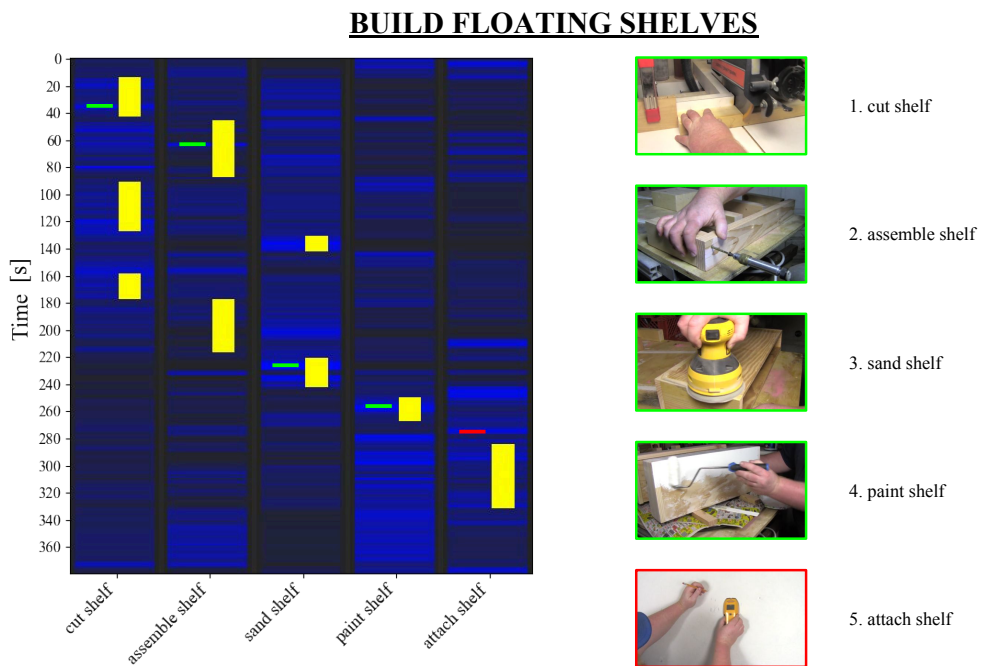 BUILD FLOATING SHELVES
Time [s]
0
20
40
60
80
100
120
140
160
180
200
220
240
260
280
300
320
340
360
cut shelf
assemble shelf
sand shelf
paint shelf
attach shelf
1. cut shelf
2. assemble shelf
3. sand shelf
4. paint shelf
5. attach shelf